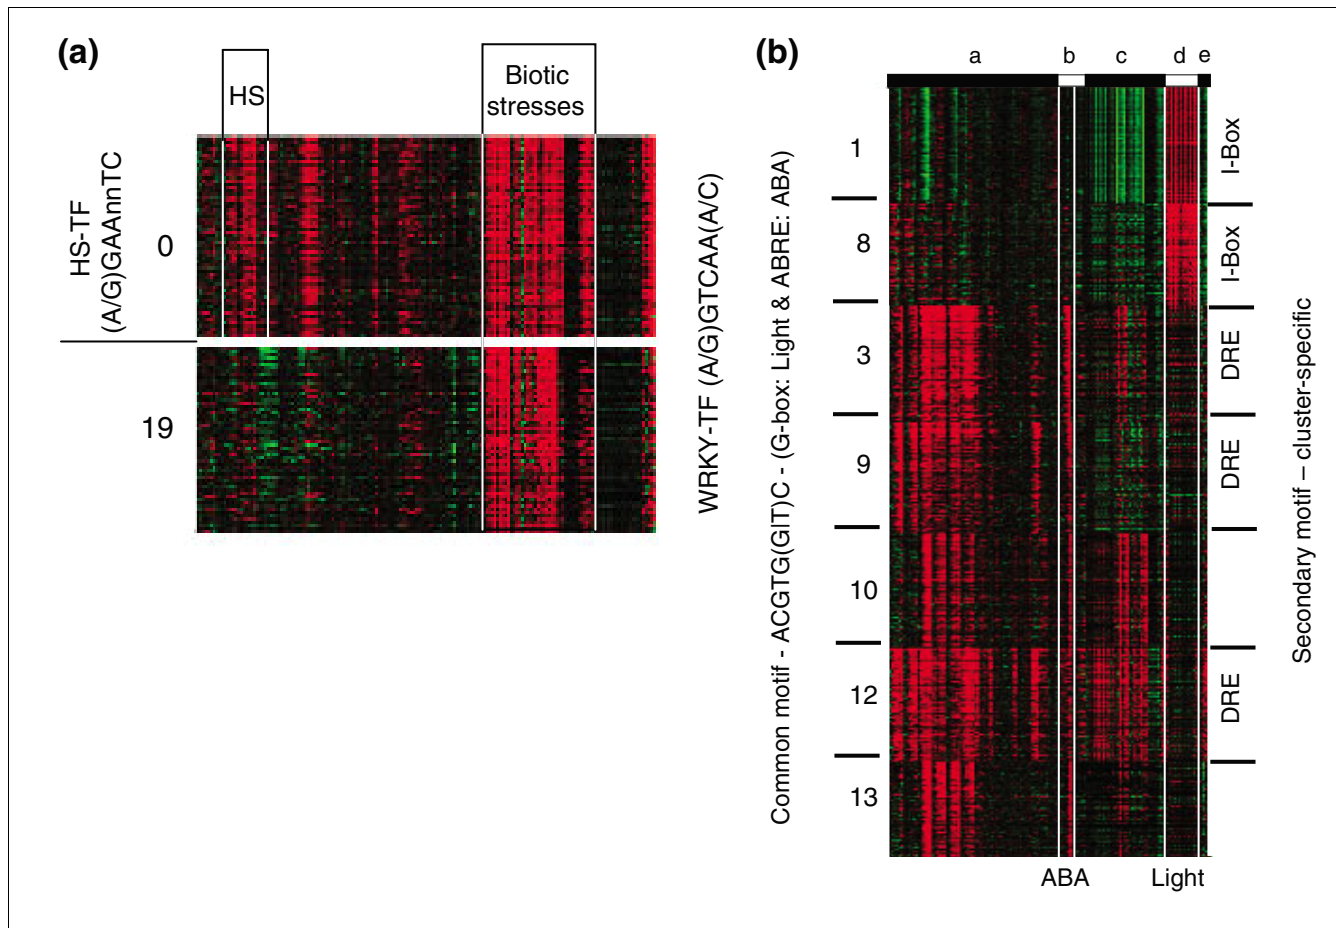 (a)
HS
Biotic
stresses
HS-TF
(A/G)GAAnnTC
0
19
WRKY-TF (A/G)GTCAA(A/C)
(b)
a b c d e
Common motif - ACGTG(GIT)C - (G-box: Light & ABRE: ABA)
1
8
3
9
10
12
13
I-Box
I-Box
DRE
DRE
DRE
Secondary motif – cluster-specific
ABA
Light